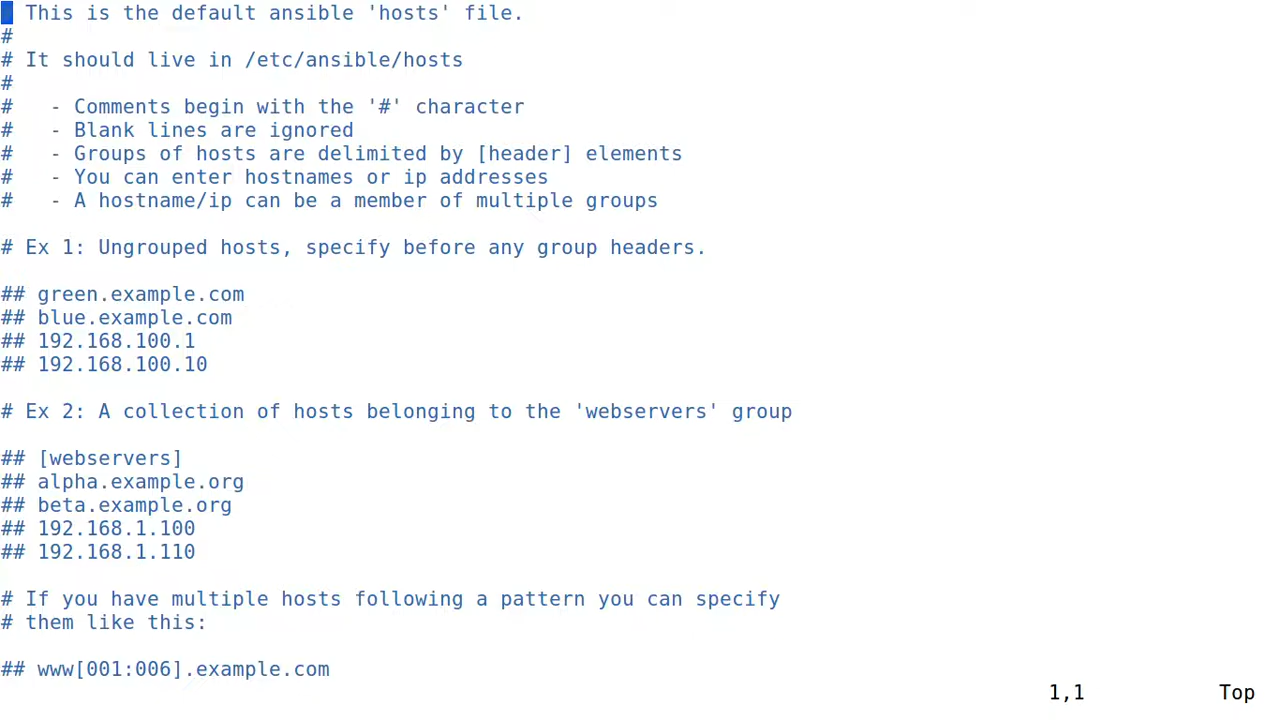 This is the default ansible 'hosts' file.
#
# It should live in /etc/ansible/hosts
#
#   - Comments begin with the '#' character
#   - Blank lines are ignored
#   - Groups of hosts are delimited by [header] elements
#   - You can enter hostnames or ip addresses
#   - A hostname/ip can be a member of multiple groups
# Ex 1: Ungrouped hosts, specify before any group headers.
## green.example.com
## blue.example.com
## 192.168.100.1
## 192.168.100.10
# Ex 2: A collection of hosts belonging to the 'webservers' group
## [webservers]
## alpha.example.org
## beta.example.org
## 192.168.1.100
## 192.168.1.110
# If you have multiple hosts following a pattern you can specify
# them like this:
## www[001:006].example.com
1,1 Top